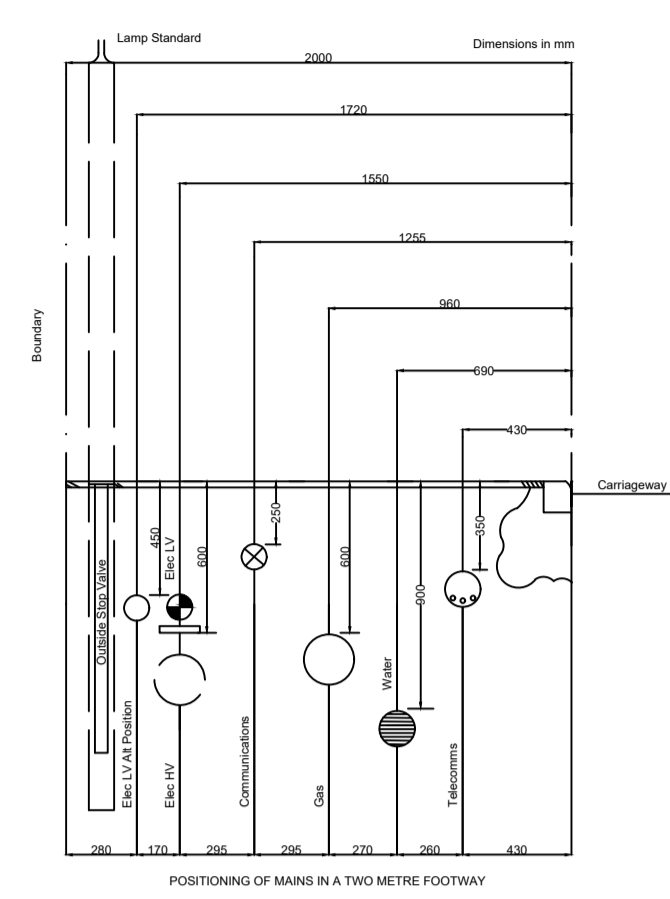 Lamp Standard
Dimensions in mm
2000
1720
1550
1255
960
690
430
Boundary
Carriageway
450
Elec LV
600
250
600
900
350
Outside Stop Valve
Elec LV Alt Position
Elec HV
Communications
Gas
Water
Telecomms
280
170
295
295
270
260
430
POSITIONING OF MAINS IN A TWO METRE FOOTWAY